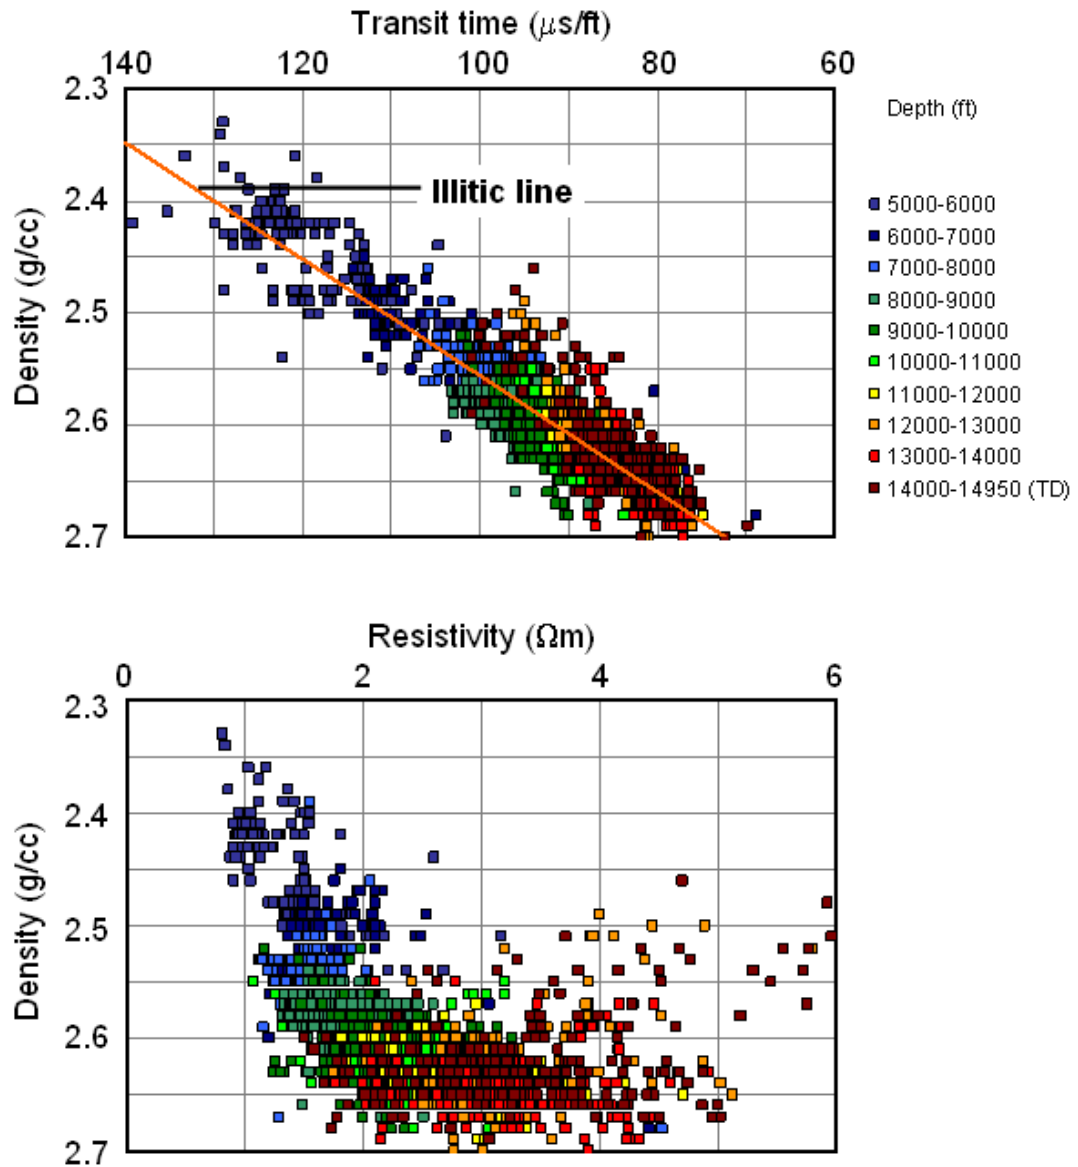 Transit time (μs/ft)
140 120 100 80 60
2.3
2.4
2.5
2.6
2.7
Density (g/cc)
Illitic line
Depth (ft)
5000-6000
6000-7000
7000-8000
8000-9000
9000-10000
10000-11000
11000-12000
12000-13000
13000-14000
14000-14950 (TD)
Resistivity (Ωm)
0 2 4 6
2.3
2.4
2.5
2.6
2.7
Density (g/cc)